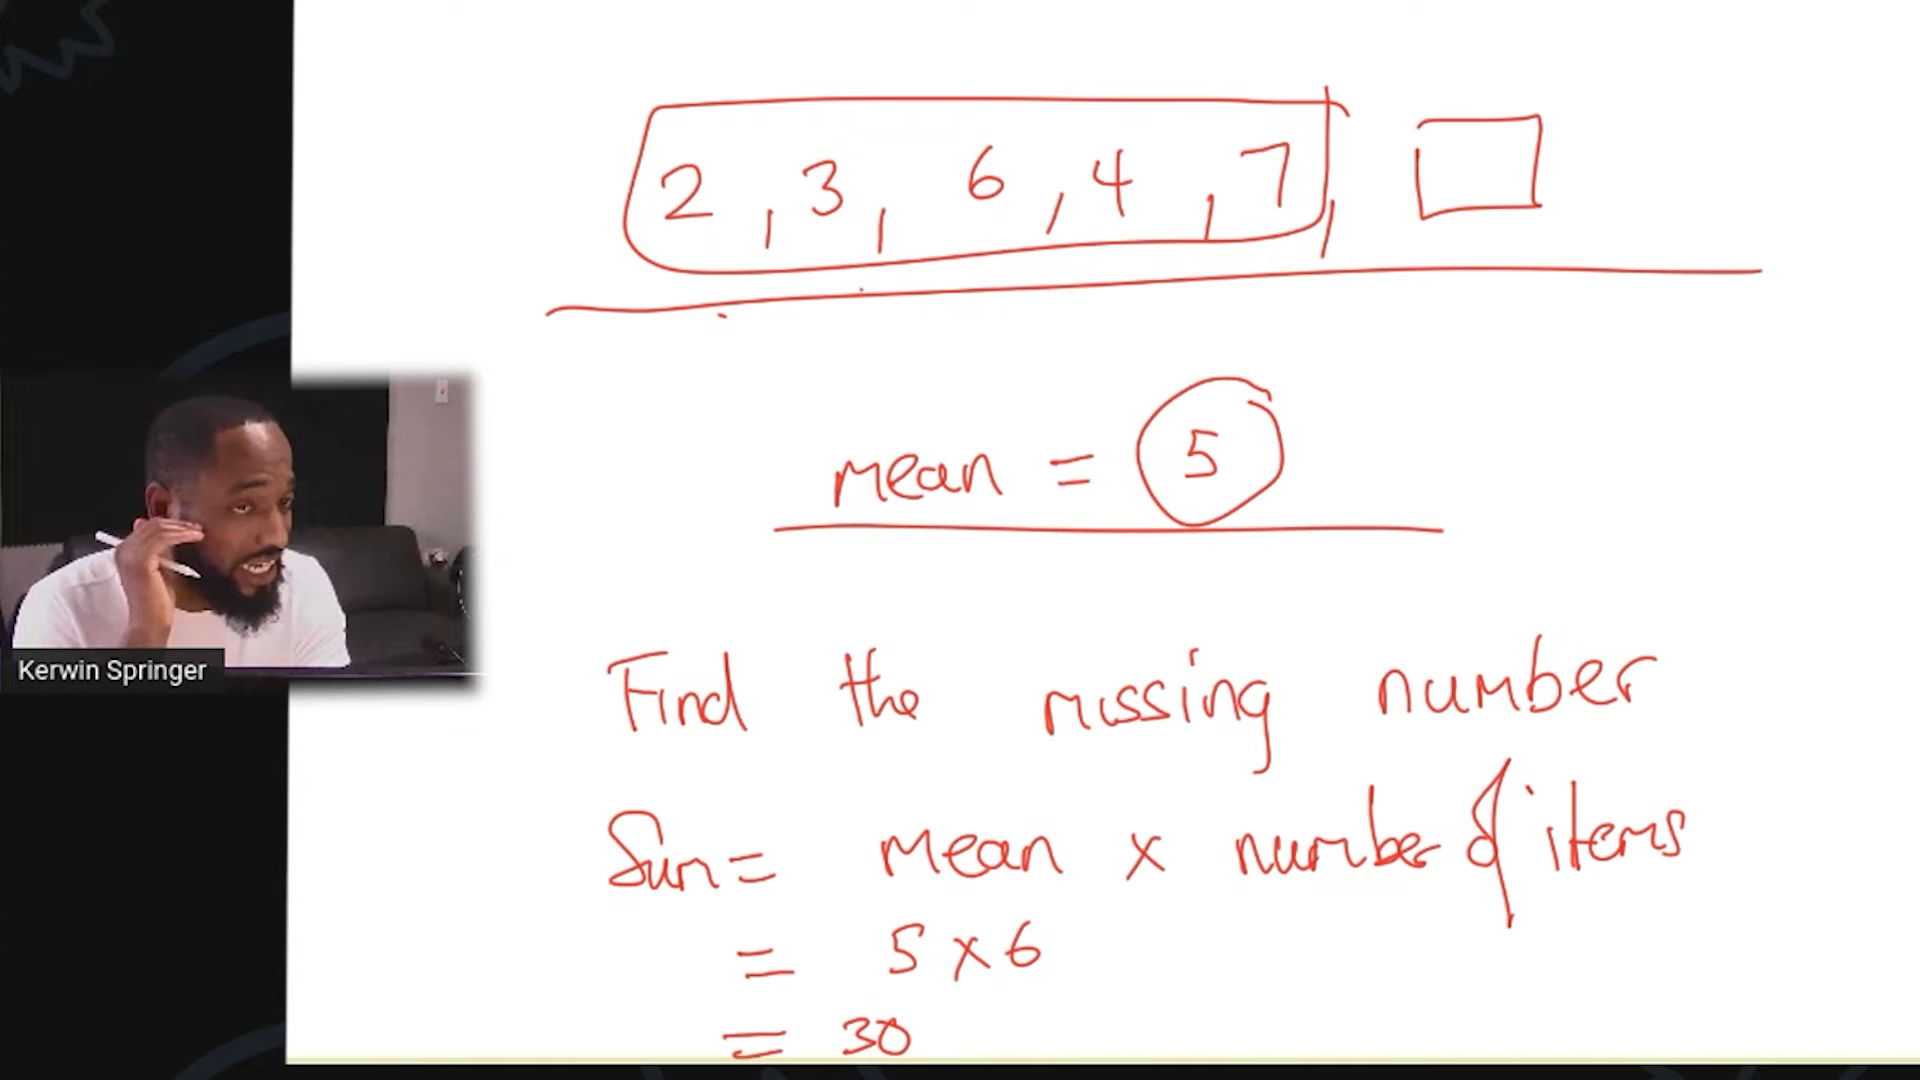 2, 3, 6, 4, 7,
mean = 5
Kerwin Springer
Find the missing number
Sum = mean x number of items
= 5 x 6
= 30